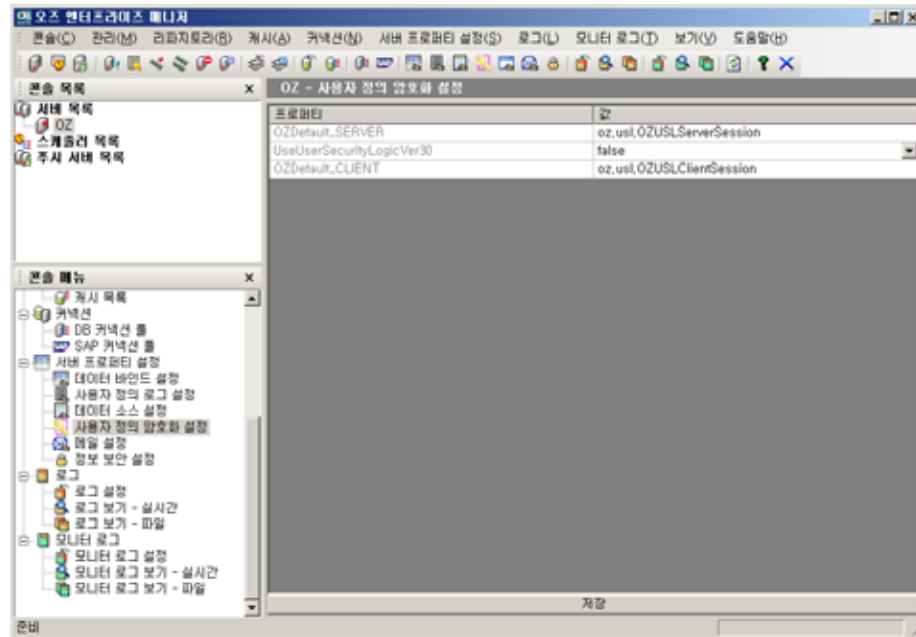 오즈 엔터프라이즈 매니저
콘솔(C) 관리(M) 리파지토리(B) 캐시(A) 커넥션(N) 서버 프로퍼티 설정(S) 로그(L) 모니터 로그(T) 보기(V) 도움말(H)
콘솔 목록
서버 목록
OZ
스케줄러 목록
주시 서버 목록
콘솔 메뉴
캐시 목록
커넥션
DB 커넥션 풀
SAP 커넥션 풀
서버 프로퍼티 설정
데이터 바인드 설정
사용자 정의 로그 설정
데이터 소스 설정
사용자 정의 암호화 설정
메일 설정
정보 보안 설정
로그
로그 설정
로그 보기 - 실시간
로그 보기 - 파일
모니터 로그
모니터 로그 설정
모니터 로그 보기 - 실시간
모니터 로그 보기 - 파일
OZ - 사용자 정의 암호화 설정
프로퍼티 값
OZDefault_SERVER oz.usl.OZUSLServerSession
UseUserSecurityLogicVer30 false
OZDefault_CLIENT oz.usl.OZUSLClientSession
저장
준비